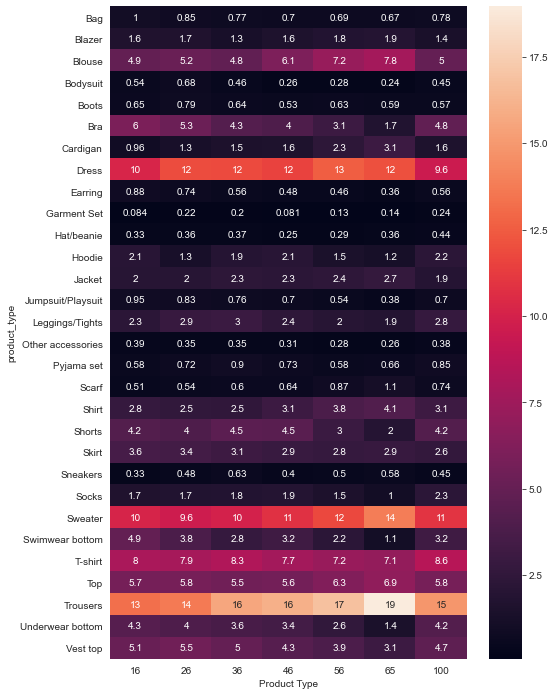 Bag 1 0.85 0.77 0.7 0.69 0.67 0.78
Blazer 1.6 1.7 1.3 1.6 1.8 1.9 1.4
Blouse 4.9 5.2 4.8 6.1 7.2 7.8 5
Bodysuit 0.54 0.68 0.46 0.26 0.28 0.24 0.45
Boots 0.65 0.79 0.64 0.53 0.63 0.59 0.57
Bra 6 5.3 4.3 4 3.1 1.7 4.8
Cardigan 0.96 1.3 1.5 1.6 2.3 3.1 1.6
Dress 10 12 12 12 13 12 9.6
Earring 0.88 0.74 0.56 0.48 0.46 0.36 0.56
Garment Set 0.084 0.22 0.2 0.081 0.13 0.14 0.24
Hat/beanie 0.33 0.36 0.37 0.25 0.29 0.36 0.44
Hoodie 2.1 1.3 1.9 2.1 1.5 1.2 2.2
Jacket 2 2 2.3 2.3 2.4 2.7 1.9
Jumpsuit/Playsuit 0.95 0.83 0.76 0.7 0.54 0.38 0.7
Leggings/Tights 2.3 2.9 3 2.4 2 1.9 2.8
Other accessories 0.39 0.35 0.35 0.31 0.28 0.26 0.38
Pyjama set 0.58 0.72 0.9 0.73 0.58 0.66 0.85
Scarf 0.51 0.54 0.6 0.64 0.87 1.1 0.74
Shirt 2.8 2.5 2.5 3.1 3.8 4.1 3.1
Shorts 4.2 4 4.5 4.5 3 2 4.2
Skirt 3.6 3.4 3.1 2.9 2.8 2.9 2.6
Sneakers 0.33 0.48 0.63 0.4 0.5 0.58 0.45
Socks 1.7 1.7 1.8 1.9 1.5 1 2.3
Sweater 10 9.6 10 11 12 14 11
Swimwear bottom 4.9 3.8 2.8 3.2 2.2 1.1 3.2
T-shirt 8 7.9 8.3 7.7 7.2 7.1 8.6
Top 5.7 5.8 5.5 5.6 6.3 6.9 5.8
Trousers 13 14 16 16 17 19 15
Underwear bottom 4.3 4 3.6 3.4 2.6 1.4 4.2
Vest top 5.1 5.5 5 4.3 3.9 3.1 4.7
16 26 36 46 56 65 100
Product Type
product_type
17.5
15.0
12.5
10.0
7.5
5.0
2.5